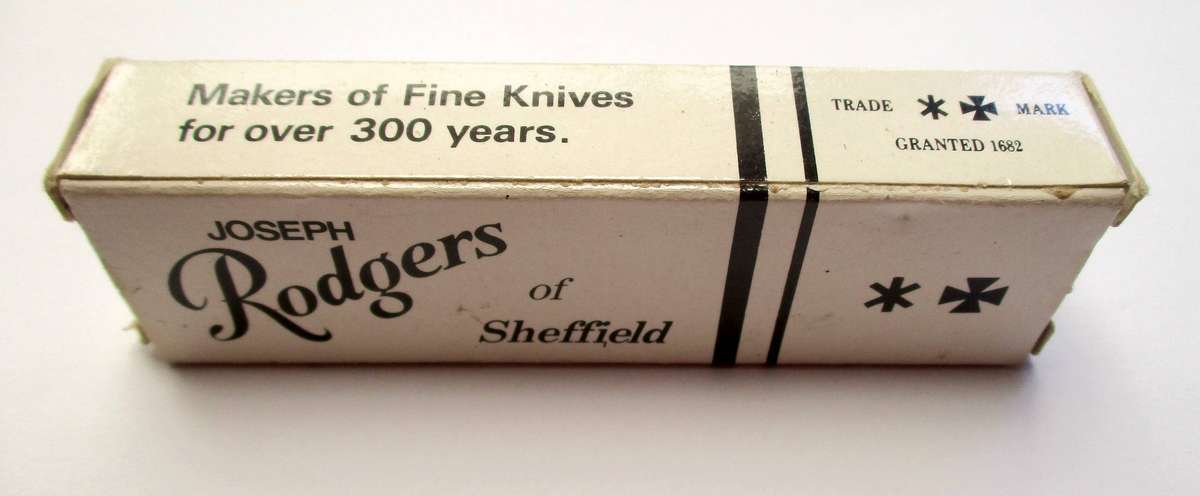 Makers of Fine Knives
for over 300 years.
TRADE MARK
GRANTED 1682
JOSEPH
Rodgers
of
Sheffield